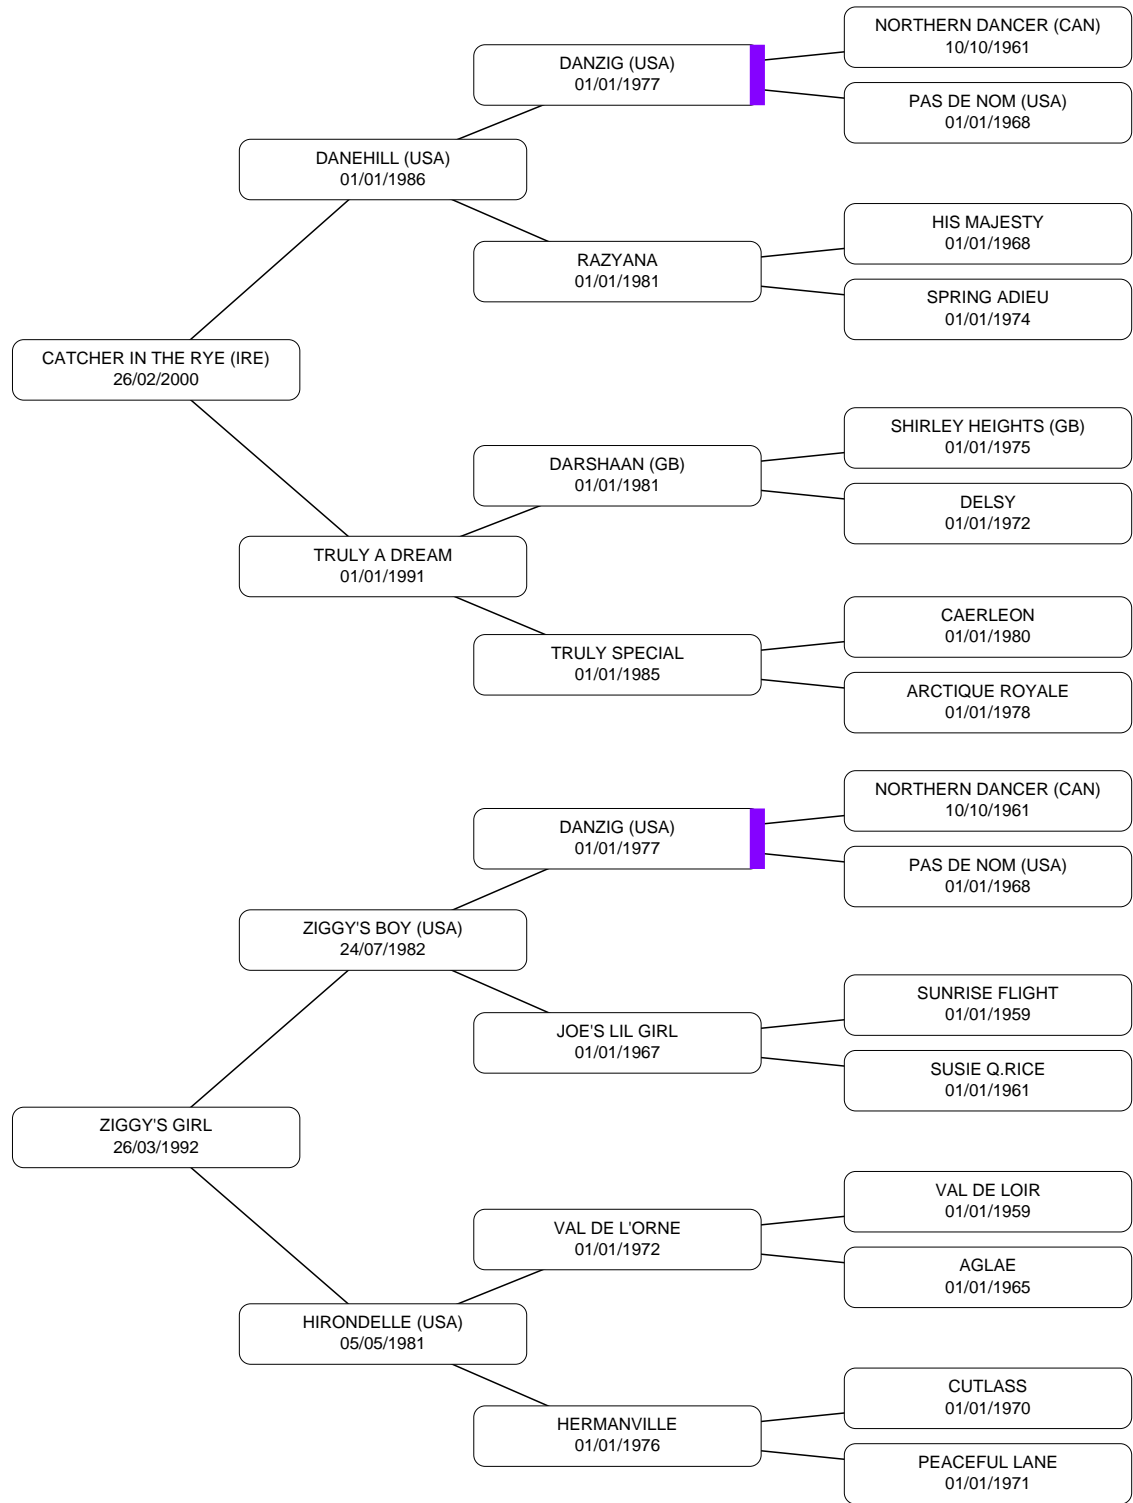 NORTHERN DANCER (CAN)
10/10/1961
DANZIG (USA)
01/01/1977
PAS DE NOM (USA)
01/01/1968
DANEHILL (USA)
01/01/1986
HIS MAJESTY
01/01/1968
RAZYANA
01/01/1981
SPRING ADIEU
01/01/1974
CATCHER IN THE RYE (IRE)
26/02/2000
SHIRLEY HEIGHTS (GB)
01/01/1975
DARSHAAN (GB)
01/01/1981
DELSY
01/01/1972
TRULY A DREAM
01/01/1991
CAERLEON
01/01/1980
TRULY SPECIAL
01/01/1985
ARCTIQUE ROYALE
01/01/1978
NORTHERN DANCER (CAN)
10/10/1961
DANZIG (USA)
01/01/1977
PAS DE NOM (USA)
01/01/1968
ZIGGY'S BOY (USA)
24/07/1982
SUNRISE FLIGHT
01/01/1959
JOE'S LIL GIRL
01/01/1967
SUSIE Q.RICE
01/01/1961
ZIGGY'S GIRL
26/03/1992
VAL DE LOIR
01/01/1959
VAL DE L'ORNE
01/01/1972
AGLAE
01/01/1965
HIRONDELLE (USA)
05/05/1981
CUTLASS
01/01/1970
HERMANVILLE
01/01/1976
PEACEFUL LANE
01/01/1971